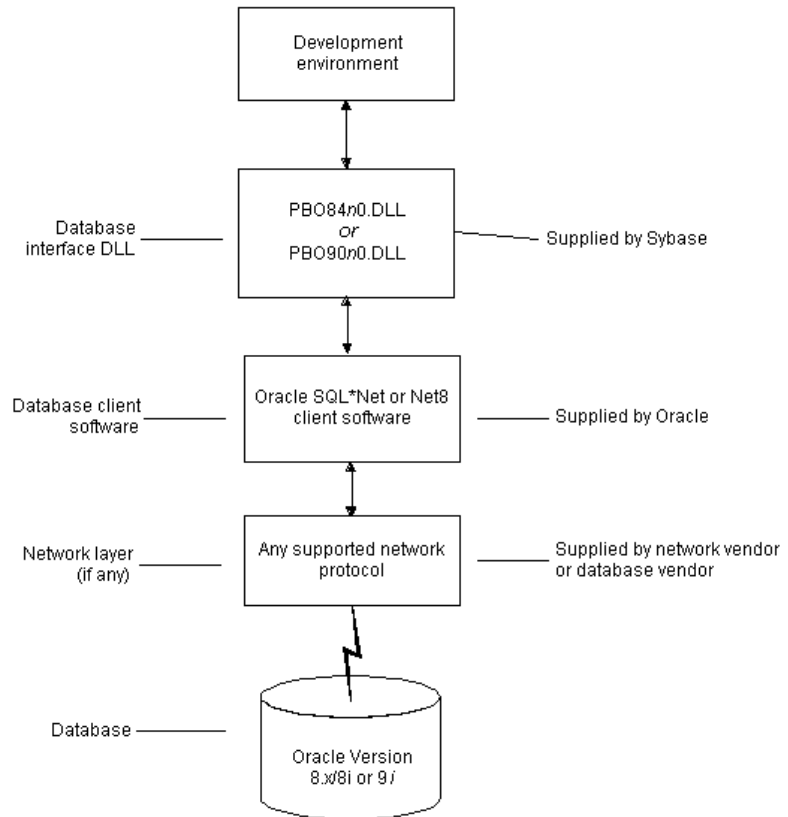 Development
environment
Database
interface DLL
PBO84n0.DLL
or
PBO90n0.DLL
Supplied by Sybase
Database client
software
Oracle SQL*Net or Net8
client software
Supplied by Oracle
Network layer
(if any)
Any supported network
protocol
Supplied by network vendor
or database vendor
Database
Oracle Version
8.x/8i or 9i